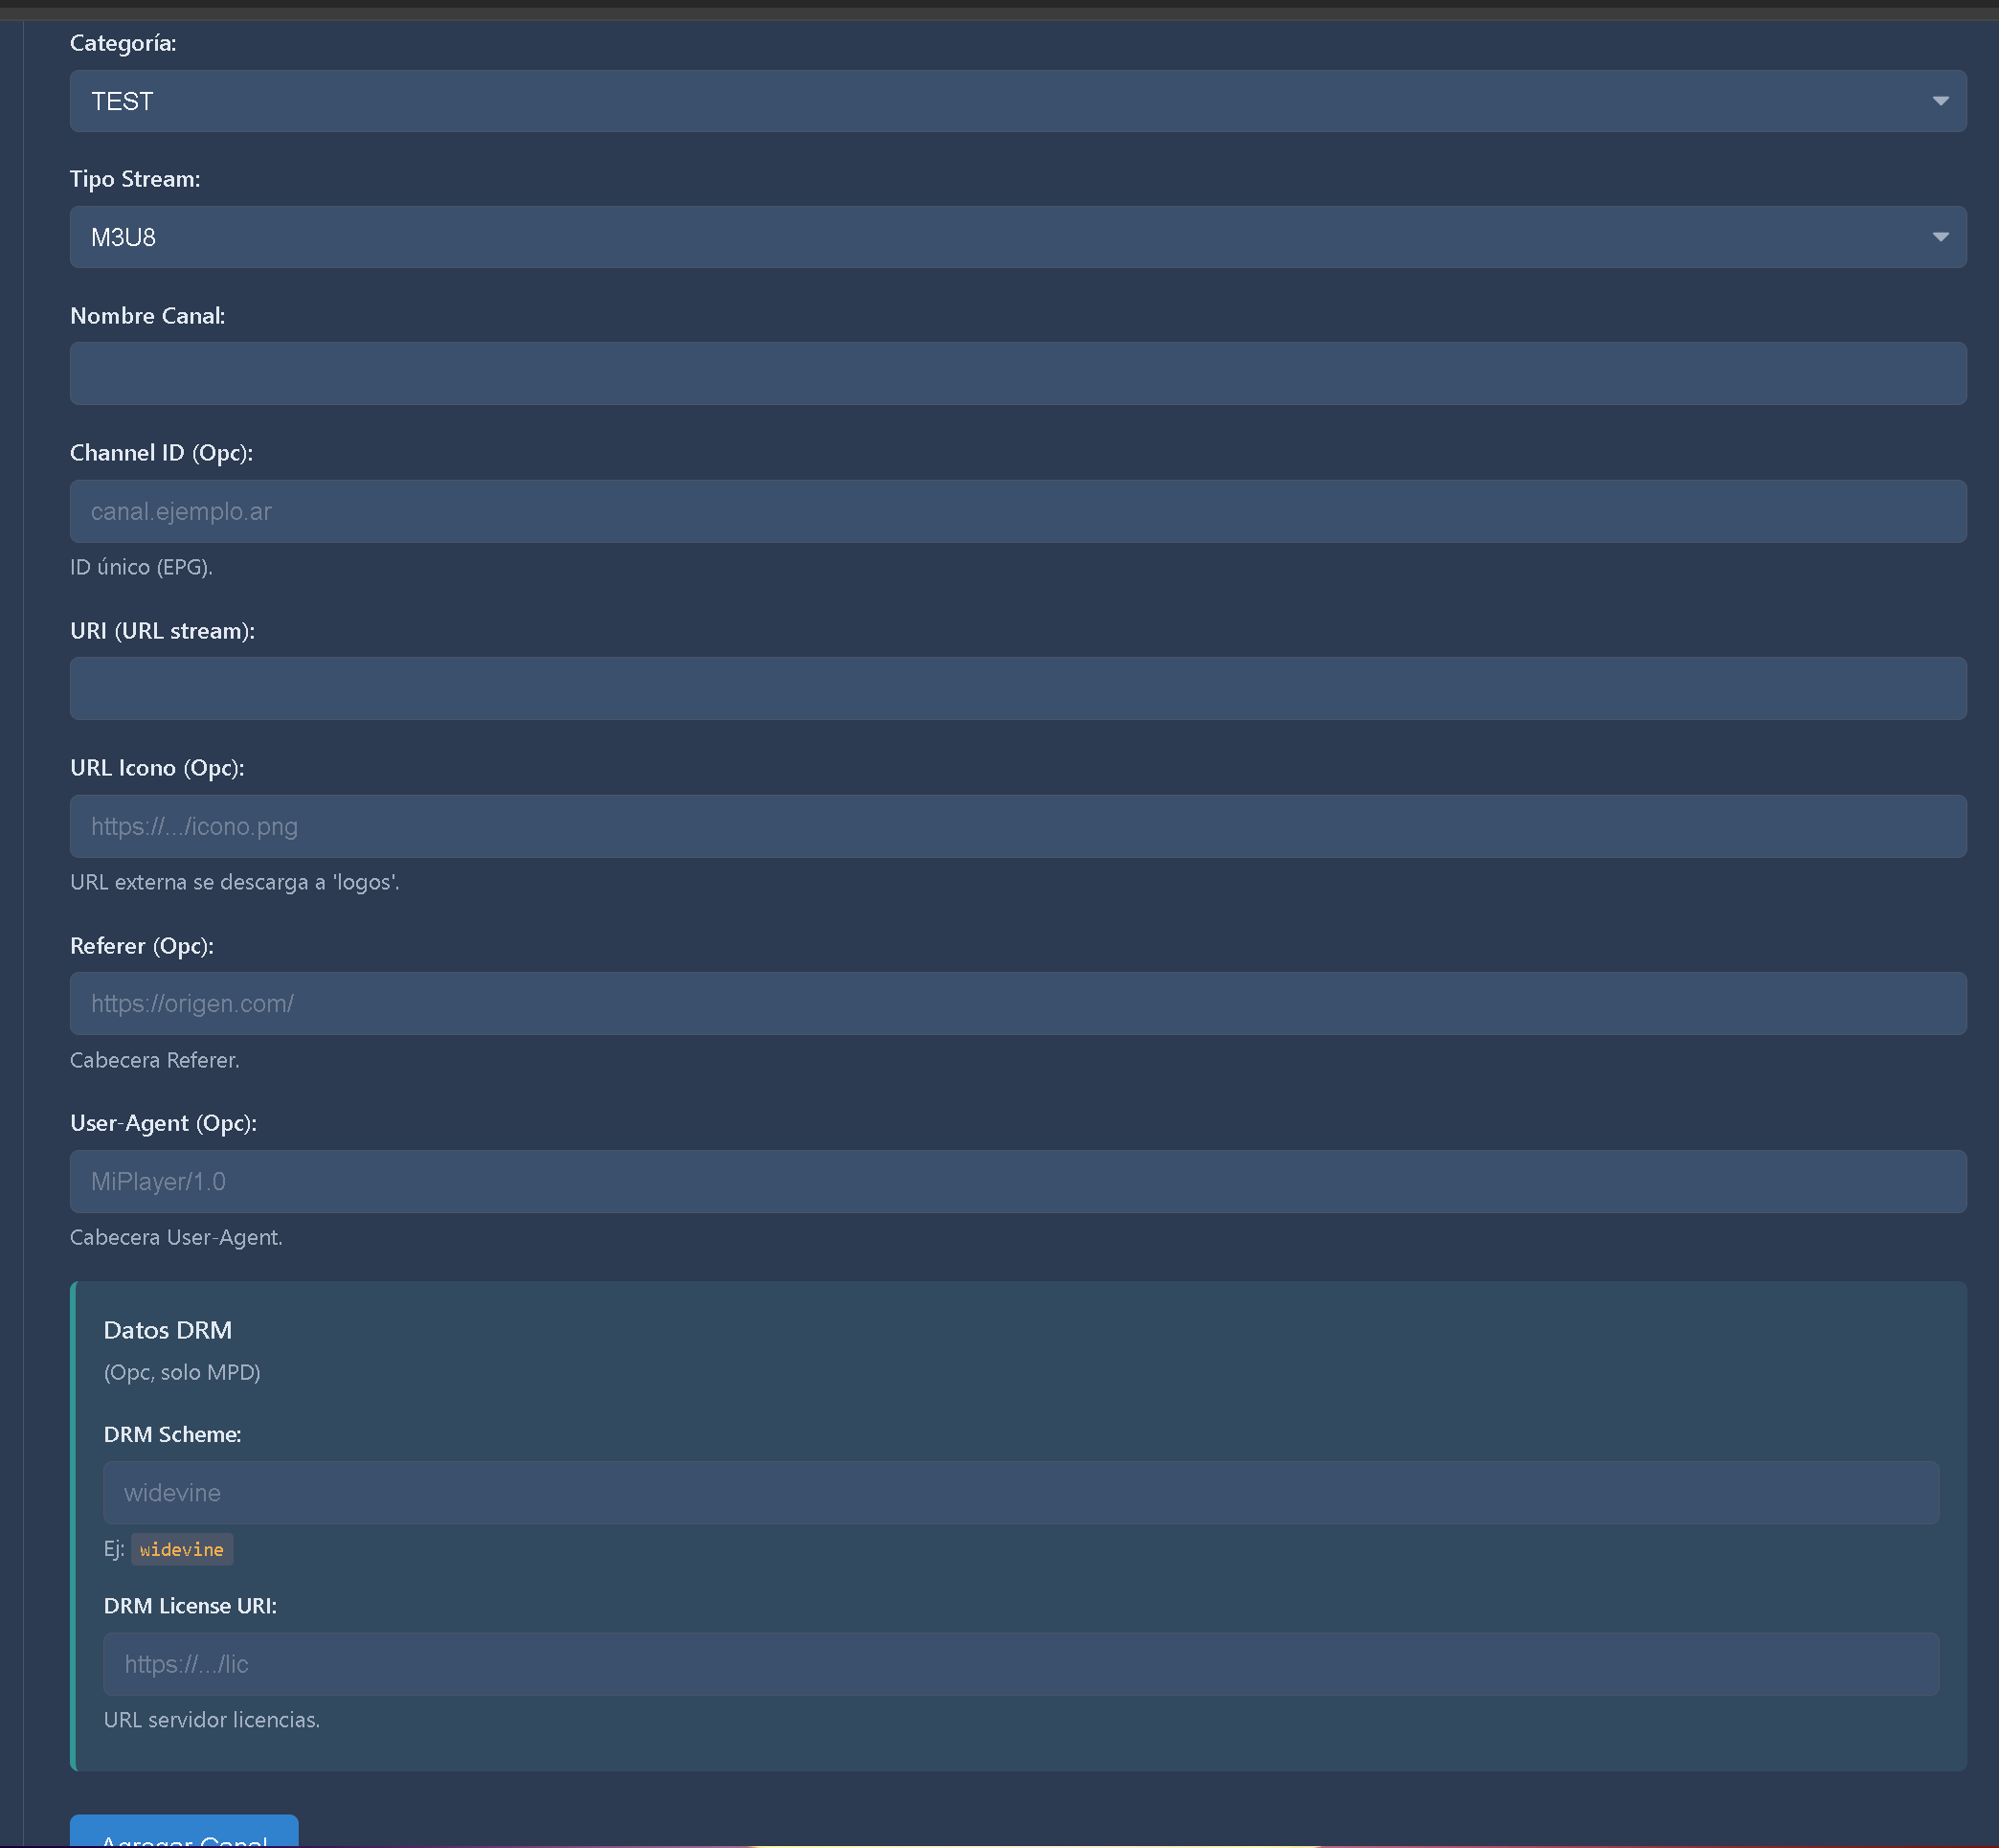 Categoría:
TEST
Tipo Stream:
M3U8
Nombre Canal:
Channel ID (Opc):
canal.ejemplo.ar
ID único (EPG).
URI (URL stream):
URL Icono (Opc):
https://.../icono.png
URL externa se descarga a 'logos'.
Referer (Opc):
https://origen.com/
Cabecera Referer.
User-Agent (Opc):
MiPlayer/1.0
Cabecera User-Agent.
Datos DRM
(Opc, solo MPD)
DRM Scheme:
widevine
Ej: widevine
DRM License URI:
https://.../lic
URL servidor licencias.
Agregar Canal